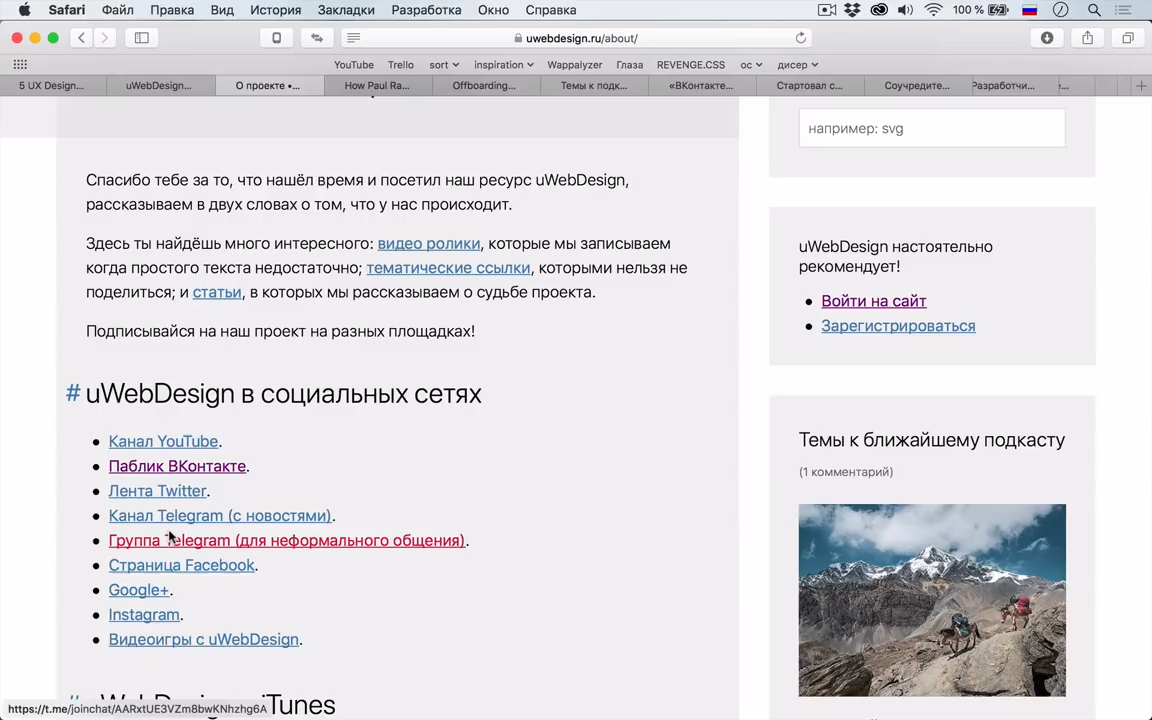 Safari Файл Правка Вид История Закладки Разработка Окно Справка 100 %
uwebdesign.ru/about/
YouTube Trello sort inspiration Wappalyzer Глаза REVENGE.CSS ос дисер
5 UX Design... uWebDesign... О проекте •... How Paul Ra... Offboarding... Темы к подк... «ВКонтакте... Стартовал с... Соучредите... Разработчи...
например: svg
Спасибо тебе за то, что нашёл время и посетил наш ресурс uWebDesign,
рассказываем в двух словах о том, что у нас происходит.
Здесь ты найдёшь много интересного: видео ролики, которые мы записываем
когда простого текста недостаточно; тематические ссылки, которыми нельзя не
поделиться; и статьи, в которых мы рассказываем о судьбе проекта.
Подписывайся на наш проект на разных площадках!
# uWebDesign в социальных сетях
Канал YouTube.
Паблик ВКонтакте.
Лента Twitter.
Канал Telegram (с новостями).
Группа Telegram (для неформального общения).
Страница Facebook.
Google+.
Instagram.
Видеоигры с uWebDesign.
uWebDesign настоятельно
рекомендует!
Войти на сайт
Зарегистрироваться
Темы к ближайшему подкасту
(1 комментарий)
https://t.me/joinchat/AARxtUE3VZm8bwKNhzhg6A